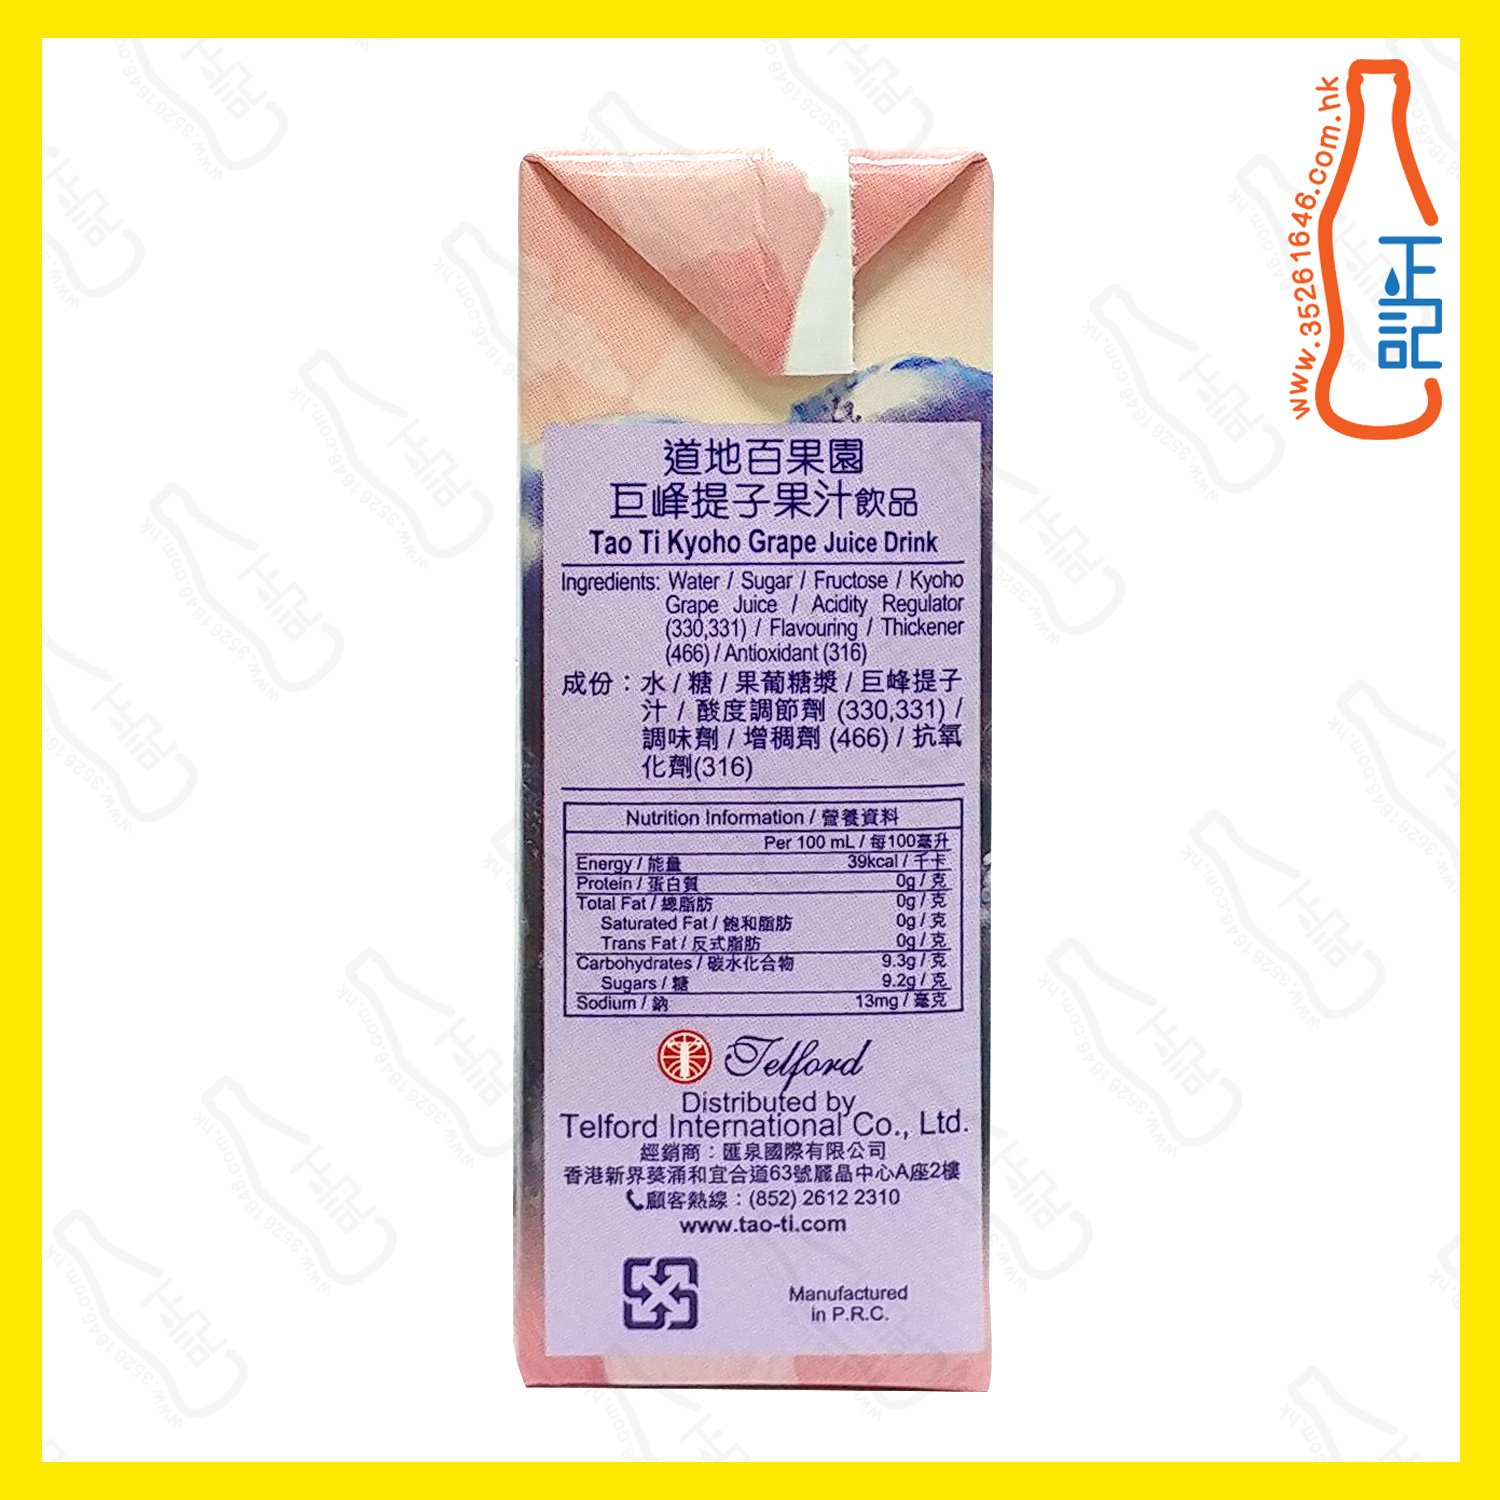 www.35261646.com.hk
正記
道地百果園
巨峰提子果汁飲品
Tao Ti Kyoho Grape Juice Drink
Ingredients: Water / Sugar / Fructose / Kyoho
Grape Juice / Acidity Regulator
(330,331) / Flavouring / Thickener
(466) / Antioxidant (316)
成份：水 / 糖 / 果葡糖漿 / 巨峰提子
汁 / 酸度調節劑 (330,331) /
調味劑 / 增稠劑 (466) / 抗氧
化劑(316)
Nutrition Information / 營養資料
Per 100 mL / 每100毫升
Energy / 能量 39kcal / 千卡
Protein / 蛋白質 0g / 克
Total Fat / 總脂肪 0g / 克
Saturated Fat / 飽和脂肪 0g / 克
Trans Fat / 反式脂肪 0g / 克
Carbohydrates / 碳水化合物 9.3g / 克
Sugars / 糖 9.2g / 克
Sodium / 鈉 13mg / 毫克
Telford
Distributed by
Telford International Co., Ltd.
經銷商：匯泉國際有限公司
香港新界葵涌和宜合道63號麗晶中心A座2樓
顧客熱線：(852) 2612 2310
www.tao-ti.com
Manufactured
in P.R.C.